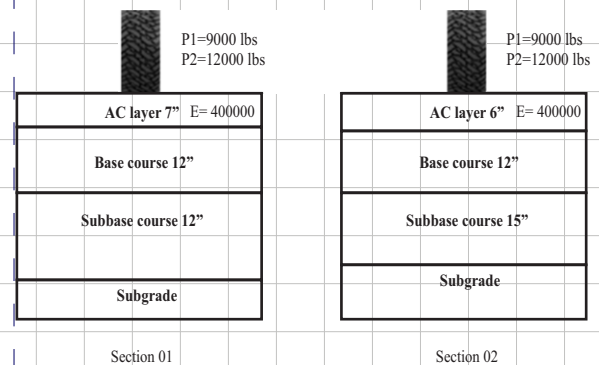 P1=9000 lbs
P2=12000 lbs
AC layer 7” E= 400000
Base course 12”
Subbase course 12”
Subgrade
Section 01
P1=9000 lbs
P2=12000 lbs
AC layer 6” E= 400000
Base course 12”
Subbase course 15”
Subgrade
Section 02